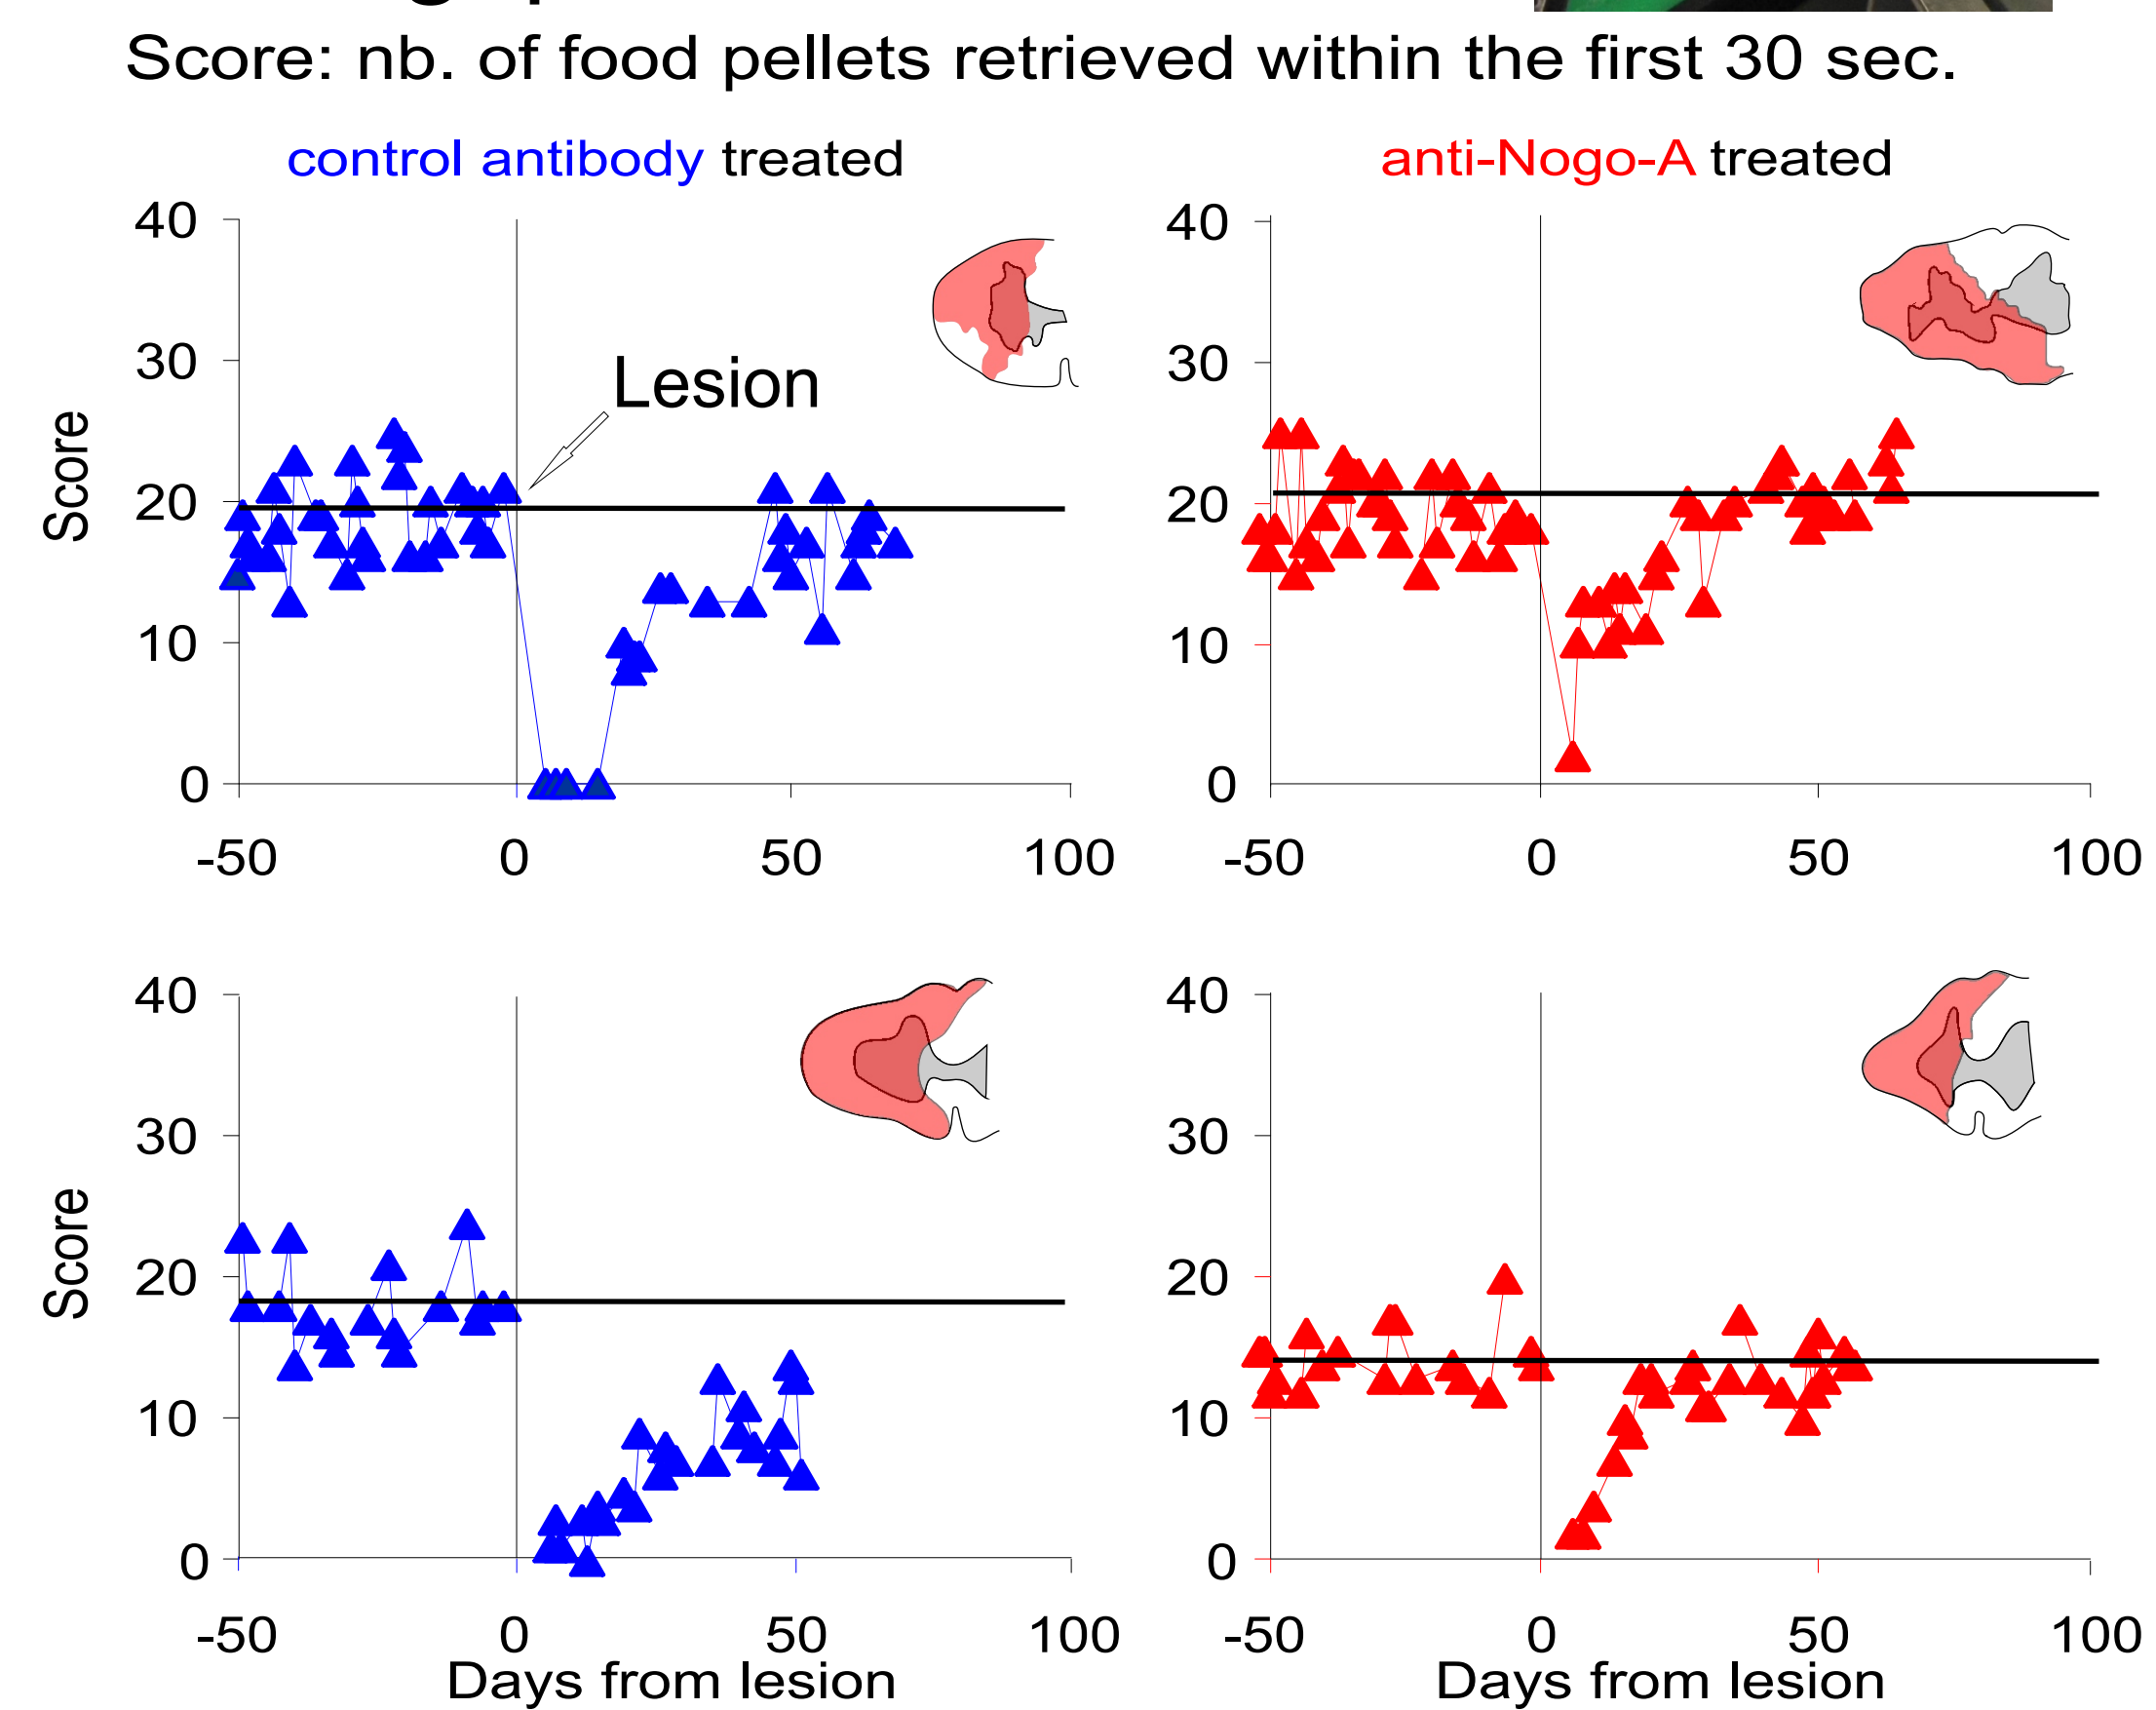 Score: nb. of food pellets retrieved within the first 30 sec.
control antibody treated
anti-Nogo-A treated
40
30
20
10
0
Score
Lesion
-50 0 50 100
40
30
20
10
0
-50 0 50 100
40
30
20
10
0
Score
-50 0 50 100
Days from lesion
40
30
20
10
0
-50 0 50 100
Days from lesion